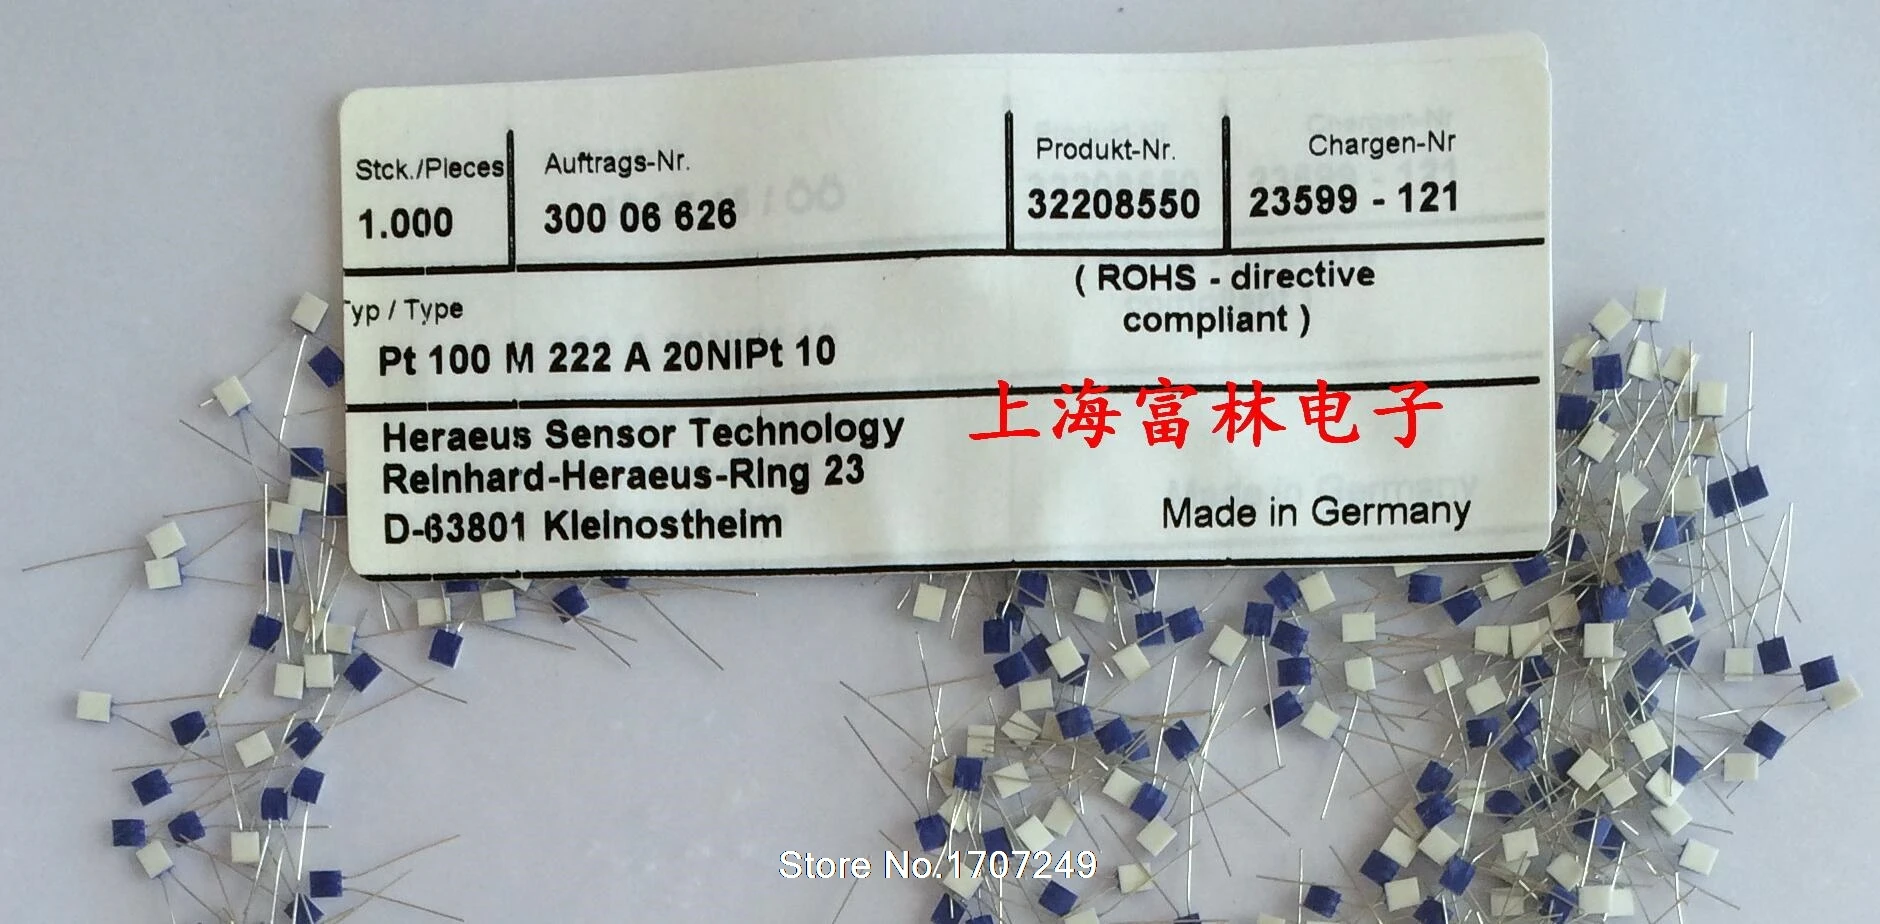 Stck./Pieces
1.000
Auftrags-Nr.
300 06 626
Produkt-Nr.
32208550
Chargen-Nr
23599 - 121
Typ / Type
Pt 100 M 222 A 20NiPt 10
( ROHS - directive
compliant )
Heraeus Sensor Technology
Reinhard-Heraeus-Ring 23
D-63801 Kleinostheim
上海富林电子
Made in Germany
Store No.1707249